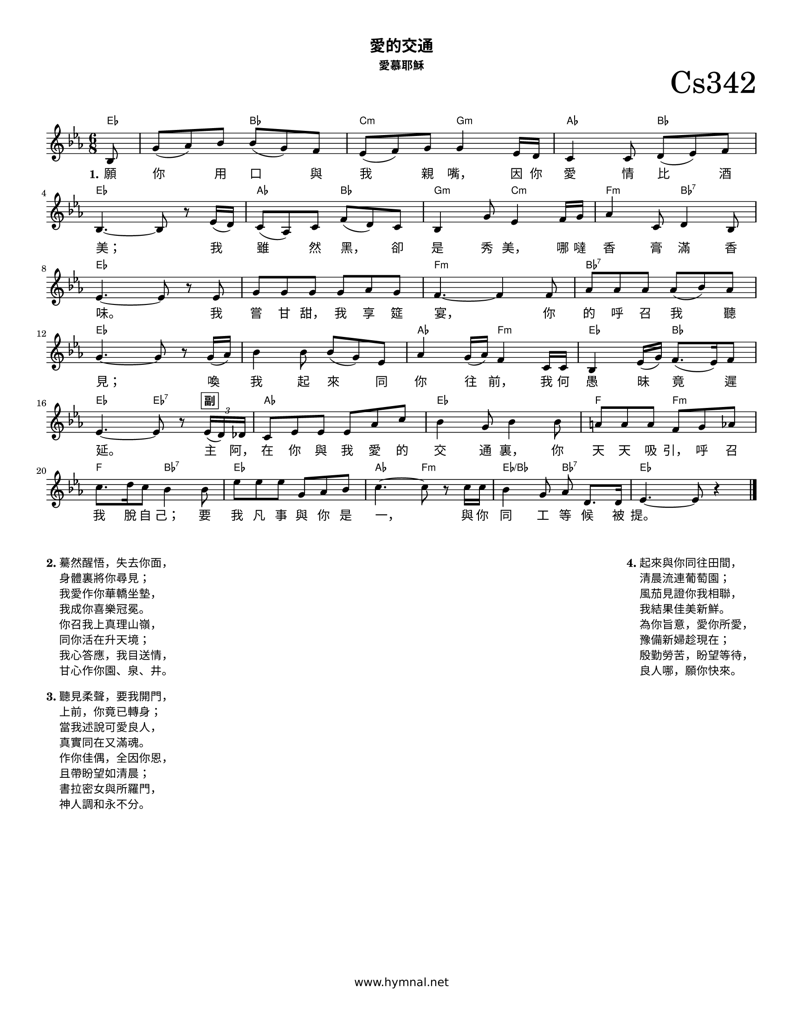 愛的交通
愛慕耶穌
Cs342
E♭ B♭ Cm Gm A♭ B♭
1. 願 你 用 口 與 我 親 嘴， 因 你 愛 情 比 酒
4 E♭ A♭ B♭ Gm Cm Fm B♭7
美； 我 雖 然 黑， 卻 是 秀 美， 哪 噠 香 膏 滿 香
8 E♭ Fm B♭7
味。 我 嘗 甘 甜， 我 享 筵 宴， 你 的 呼 召 我 聽
12 E♭ A♭ Fm E♭ B♭
見； 喚 我 起 來 同 你 往 前， 我 何 愚 昧 竟 遲
16 E♭ E♭7 副 3 A♭ E♭ B♭ F Fm
延。 主 阿， 在 你 與 我 愛 的 交 通 裏， 你 天 天 吸 引， 呼 召
20 F B♭7 E♭ A♭ Fm E♭/B♭ B♭7 E♭
我 脫 自 己； 要 我 凡 事 與 你 是 一， 與 你 同 工 等 候 被 提。
2. 驀然醒悟，失去你面，
身體裏將你尋見；
我愛作你華轎坐墊，
我成你喜樂冠冕。
你召我上真理山嶺，
同你活在升天境；
我心答應，我目送情，
甘心作你園、泉、井。
3. 聽見柔聲，要我開門，
上前，你竟已轉身；
當我述說可愛良人，
真實同在又滿魂。
作你佳偶，全因你恩，
且帶盼望如清晨；
書拉密女與所羅門，
神人調和永不分。
4. 起來與你同往田間，
清晨流連葡萄園；
風茄見證你我相聯，
我結果佳美新鮮。
為你旨意，愛你所愛，
豫備新婦趁現在；
殷勤勞苦，盼望等待，
良人哪，願你快來。
www.hymnal.net